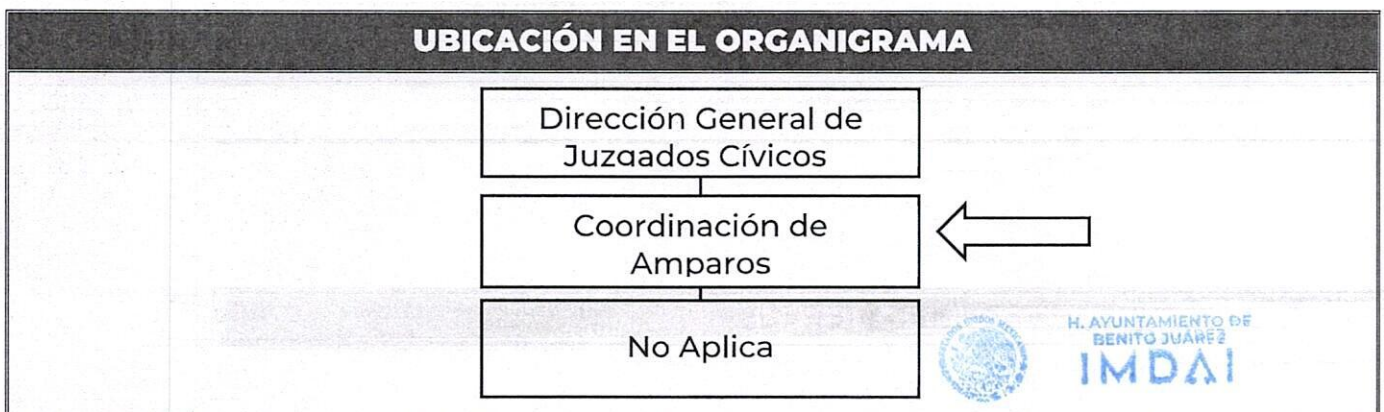 UBICACIÓN EN EL ORGANIGRAMA
Dirección General de
Juzgados Cívicos
Coordinación de
Amparos
No Aplica
H. AYUNTAMIENTO DE
BENITO JUÁREZ
IMDAI